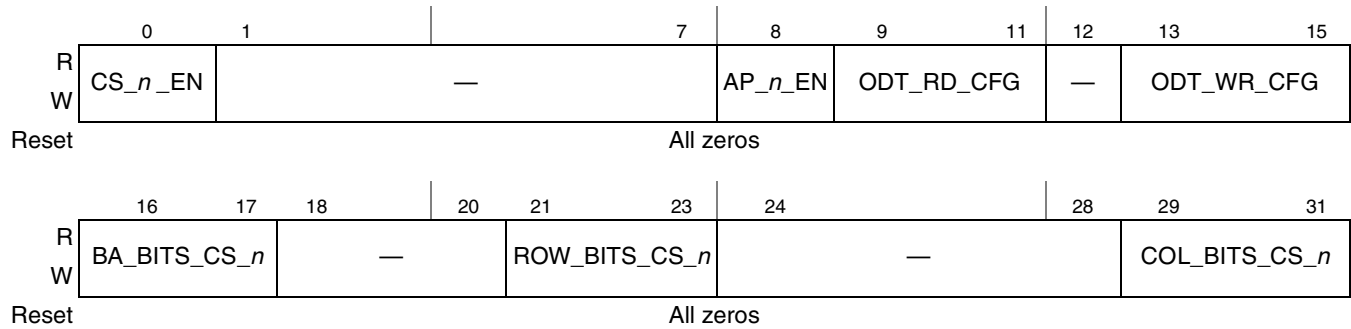 0 1 7 8 9 11 12 13 15
R
W
CS_n_EN — AP_n_EN ODT_RD_CFG — ODT_WR_CFG
Reset All zeros
16 17 18 20 21 23 24 28 29 31
R
W
BA_BITS_CS_n — ROW_BITS_CS_n — COL_BITS_CS_n
Reset All zeros